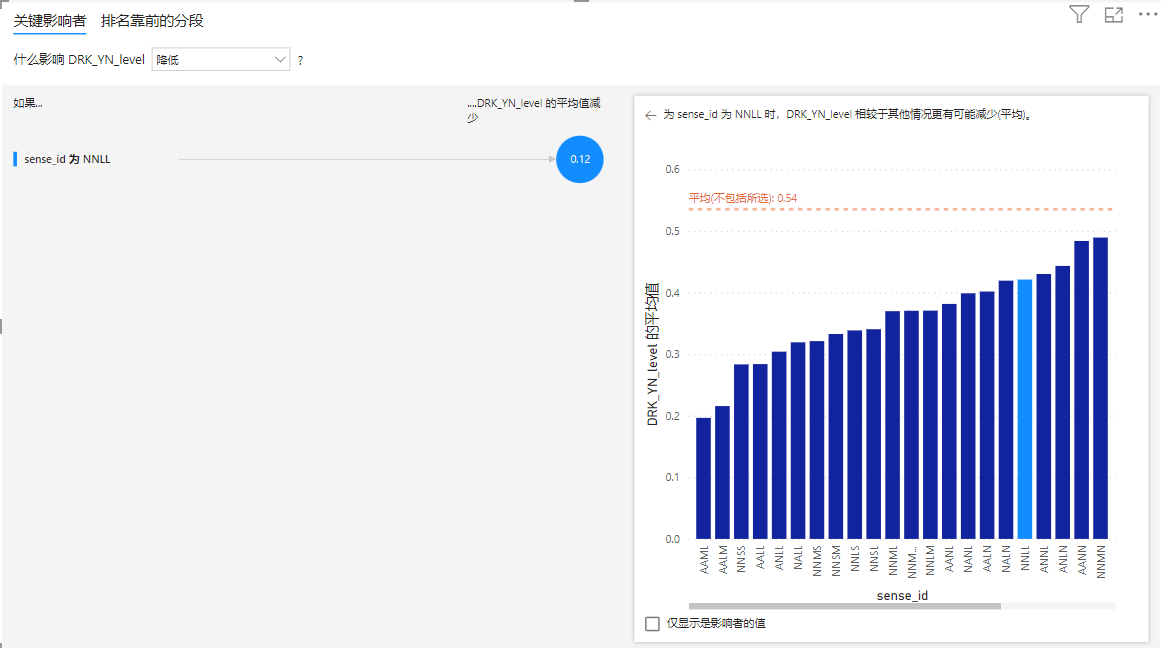 关键影响者 排名靠前的分段
什么影响 DRK_YN_level 降低 ?
如果...
....DRK_YN_level 的平均值减
少
sense_id 为 NNLL
0.12
为 sense_id 为 NNLL 时，DRK_YN_level 相较于其他情况更有可能减少(平均)。
0.6
平均(不包括所选): 0.54
0.5
0.4
0.3
0.2
0.1
0.0
DRK_YN_level 的平均值
AAML
AALM
NNSS
AALL
ANLL
NALL
NNMS
NNSM
NNLS
NNSL
NNML
NNM...
NNLM
AANL
NANL
AALN
NALN
NNLL
ANNL
ANLN
AANN
NNMN
sense_id
仅显示是影响者的值